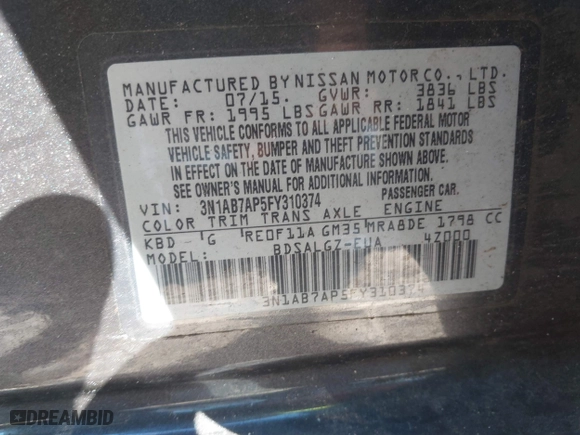 MANUFACTURED BY NISSAN MOTOR CO., LTD.
DATE: 07/15. GVWR: 3836 LBS
GAWR FR: 1995 LBS GAWR RR: 1841 LBS
THIS VEHICLE CONFORMS TO ALL APPLICABLE FEDERAL MOTOR
VEHICLE SAFETY, BUMPER AND THEFT PREVENTION STANDARDS
IN EFFECT ON THE DATE OF MANUFACTURE SHOWN ABOVE.
SEE OWNER'S MANUAL FOR ADDITIONAL INFORMATION.
VIN: 3N1AB7AP5FY310374 PASSENGER CAR.
COLOR TRIM TRANS AXLE ENGINE
KBD G RE0F11A GM35 MRA8DE 1798 CC
BDSALGZ-EUA 4Z000
3N1AB7AP5FY310374
DREAMBID